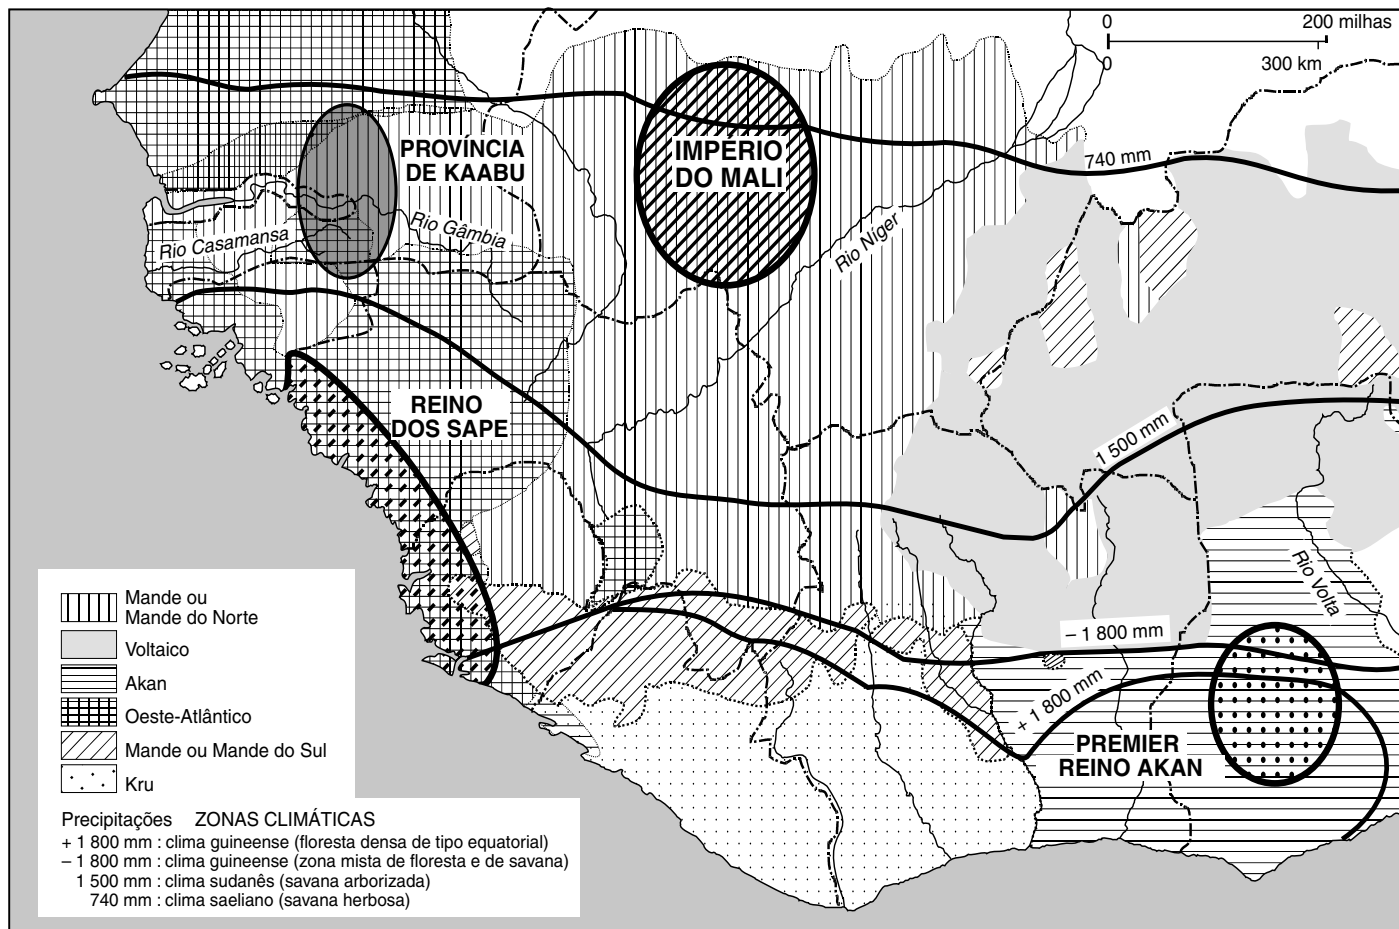 0 200 milhas
0 300 km
PROVÍNCIA
DE KAABU
IMPÉRIO
DO MALI
740 mm
Rio Casamansa
Rio Gâmbia
Rio Níger
REINO
DOS SAPE
1 500 mm
Rio Volta
– 1 800 mm
+ 1 800 mm
PREMIER
REINO AKAN
Mande ou
Mande do Norte
Voltaico
Akan
Oeste-Atlântico
Mande ou Mande do Sul
Kru
Precipitações ZONAS CLIMÁTICAS
+ 1 800 mm : clima guineense (floresta densa de tipo equatorial)
– 1 800 mm : clima guineense (zona mista de floresta e de savana)
1 500 mm : clima sudanês (savana arborizada)
740 mm : clima saeliano (savana herbosa)